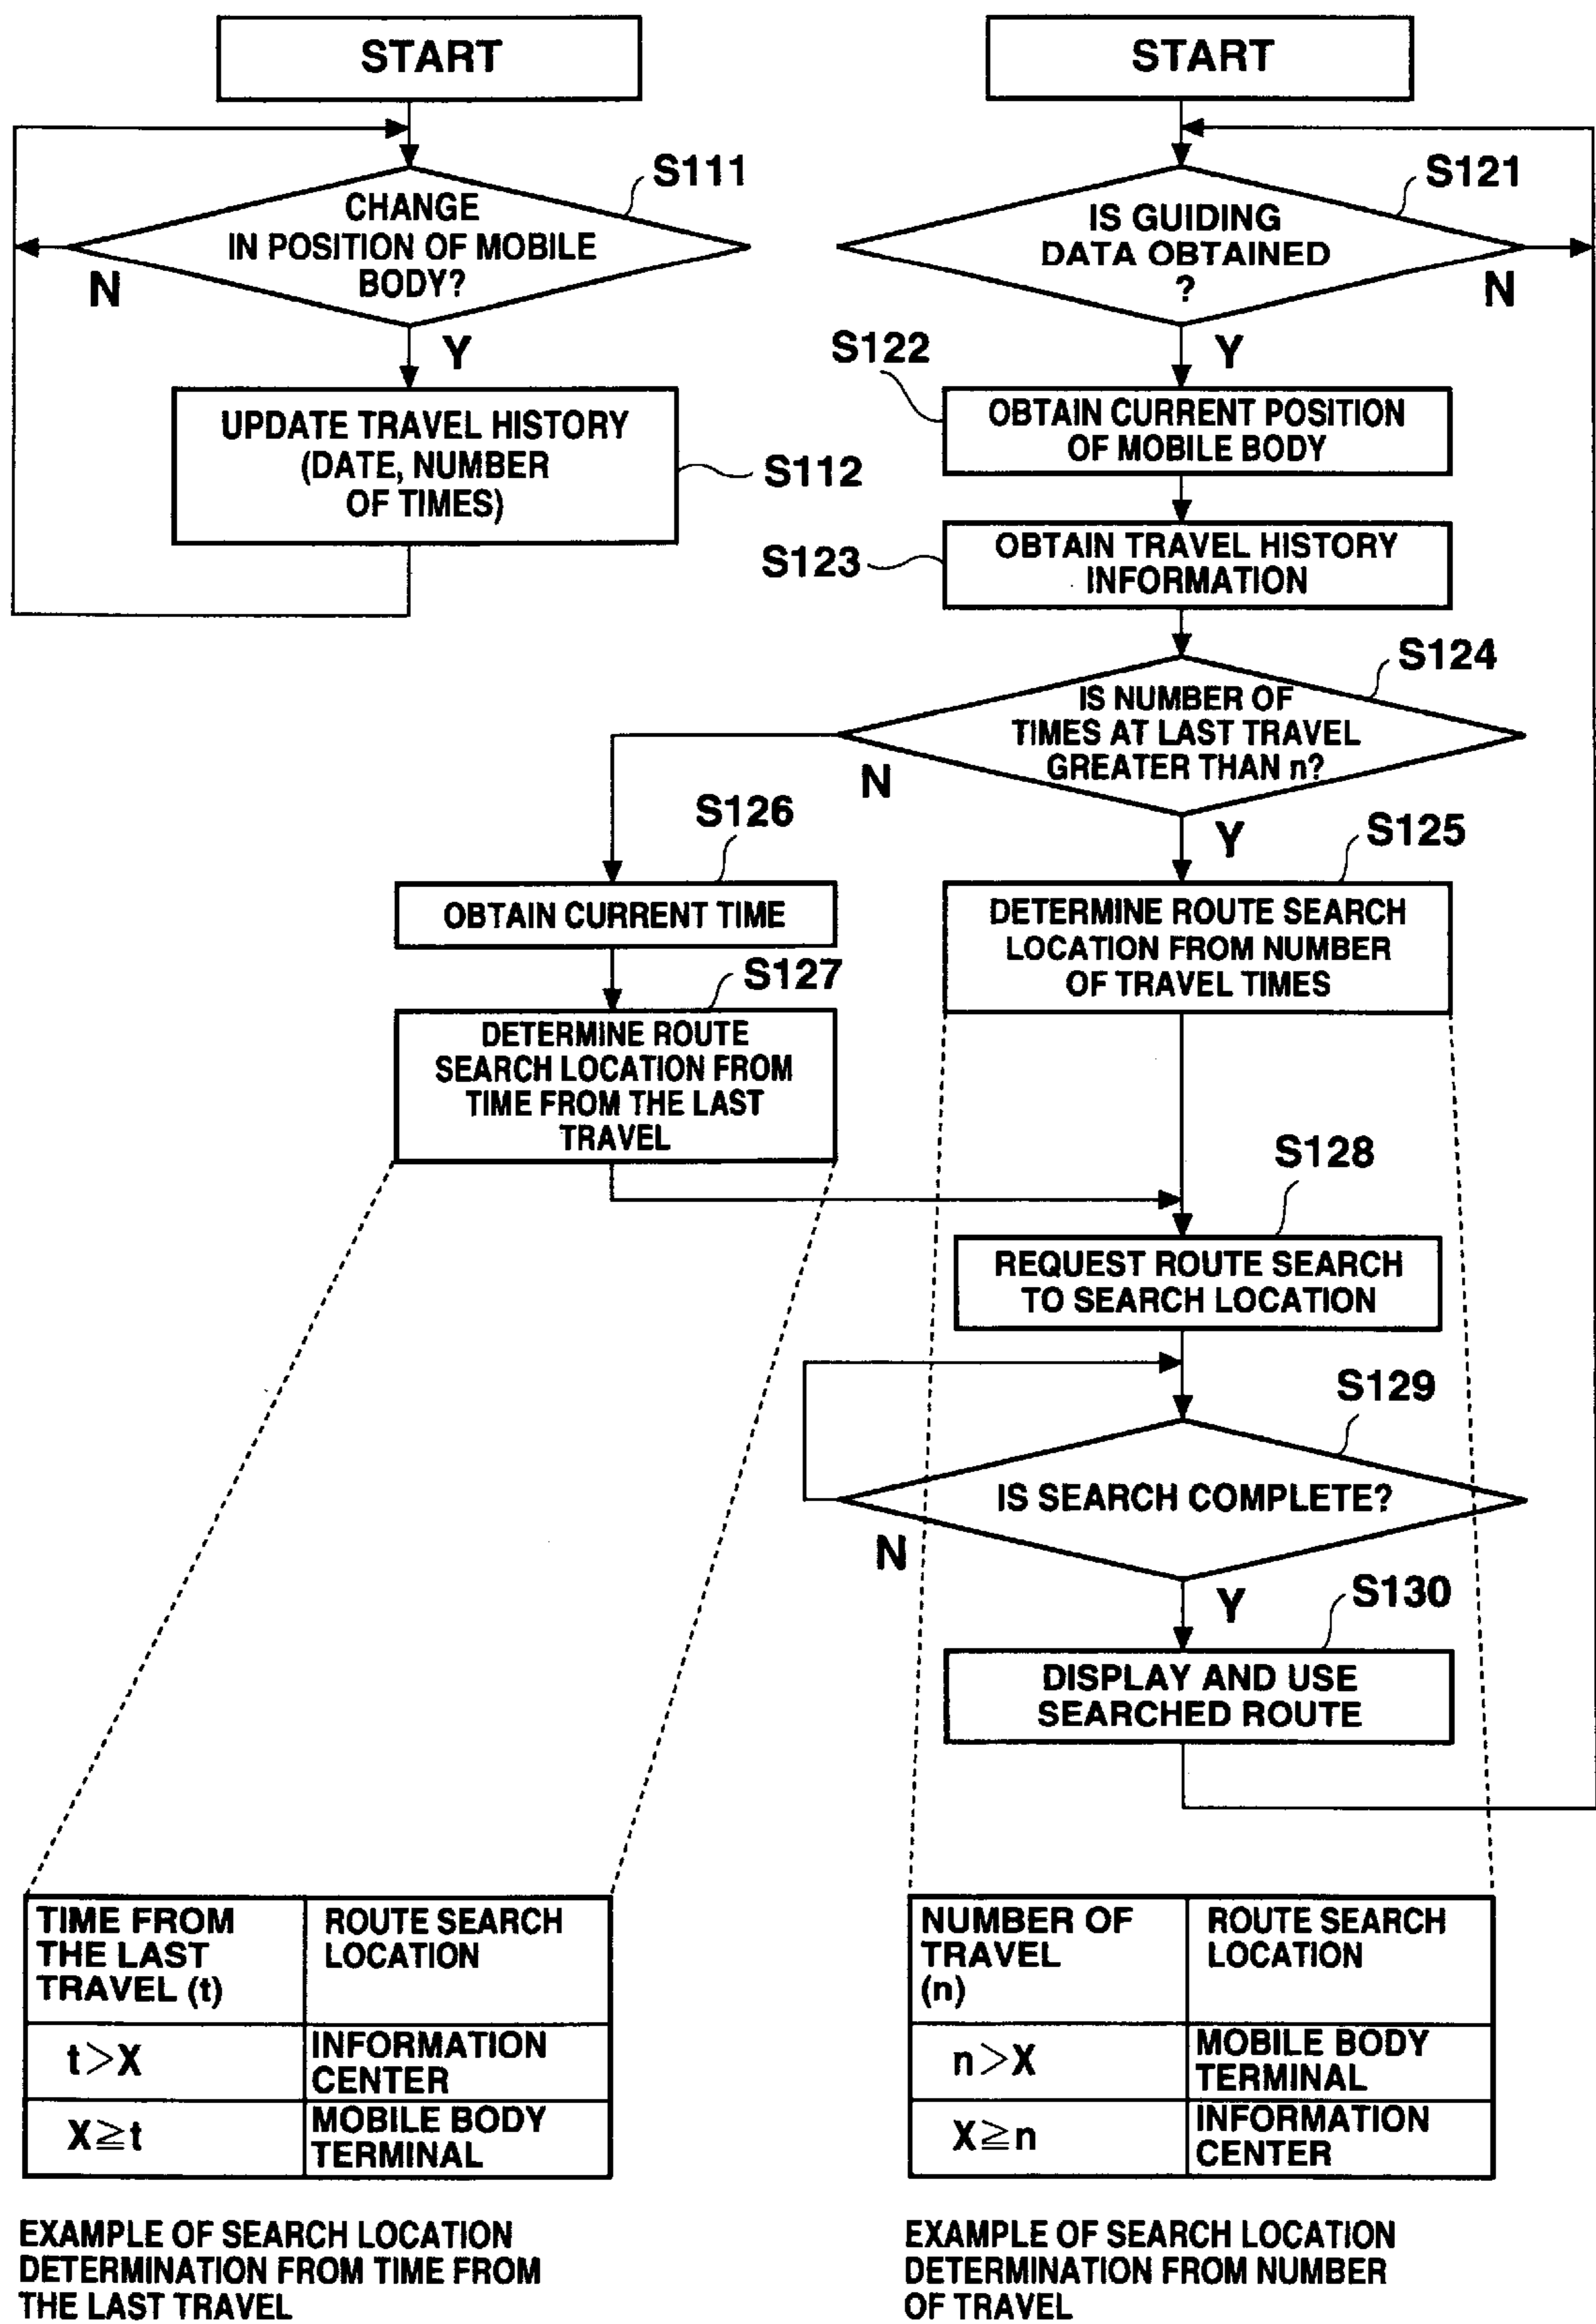 START
S111
CHANGE
IN POSITION OF MOBILE
BODY?
N
Y
UPDATE TRAVEL HISTORY
(DATE, NUMBER
OF TIMES)
S112
START
S121
IS GUIDING
DATA OBTAINED
?
N
Y
S122
OBTAIN CURRENT POSITION
OF MOBILE BODY
S123
OBTAIN TRAVEL HISTORY
INFORMATION
S124
IS NUMBER OF
TIMES AT LAST TRAVEL
GREATER THAN n?
N
Y
S126
OBTAIN CURRENT TIME
S127
DETERMINE ROUTE
SEARCH LOCATION FROM
TIME FROM THE LAST
TRAVEL
S125
DETERMINE ROUTE SEARCH
LOCATION FROM NUMBER
OF TRAVEL TIMES
S128
REQUEST ROUTE SEARCH
TO SEARCH LOCATION
S129
IS SEARCH COMPLETE?
N
Y
S130
DISPLAY AND USE
SEARCHED ROUTE
TIME FROM
THE LAST
TRAVEL (t)
ROUTE SEARCH
LOCATION
t>X
INFORMATION
CENTER
X≧t
MOBILE BODY
TERMINAL
EXAMPLE OF SEARCH LOCATION
DETERMINATION FROM TIME FROM
THE LAST TRAVEL
NUMBER OF
TRAVEL
(n)
ROUTE SEARCH
LOCATION
n>X
MOBILE BODY
TERMINAL
X≧n
INFORMATION
CENTER
EXAMPLE OF SEARCH LOCATION
DETERMINATION FROM NUMBER
OF TRAVEL